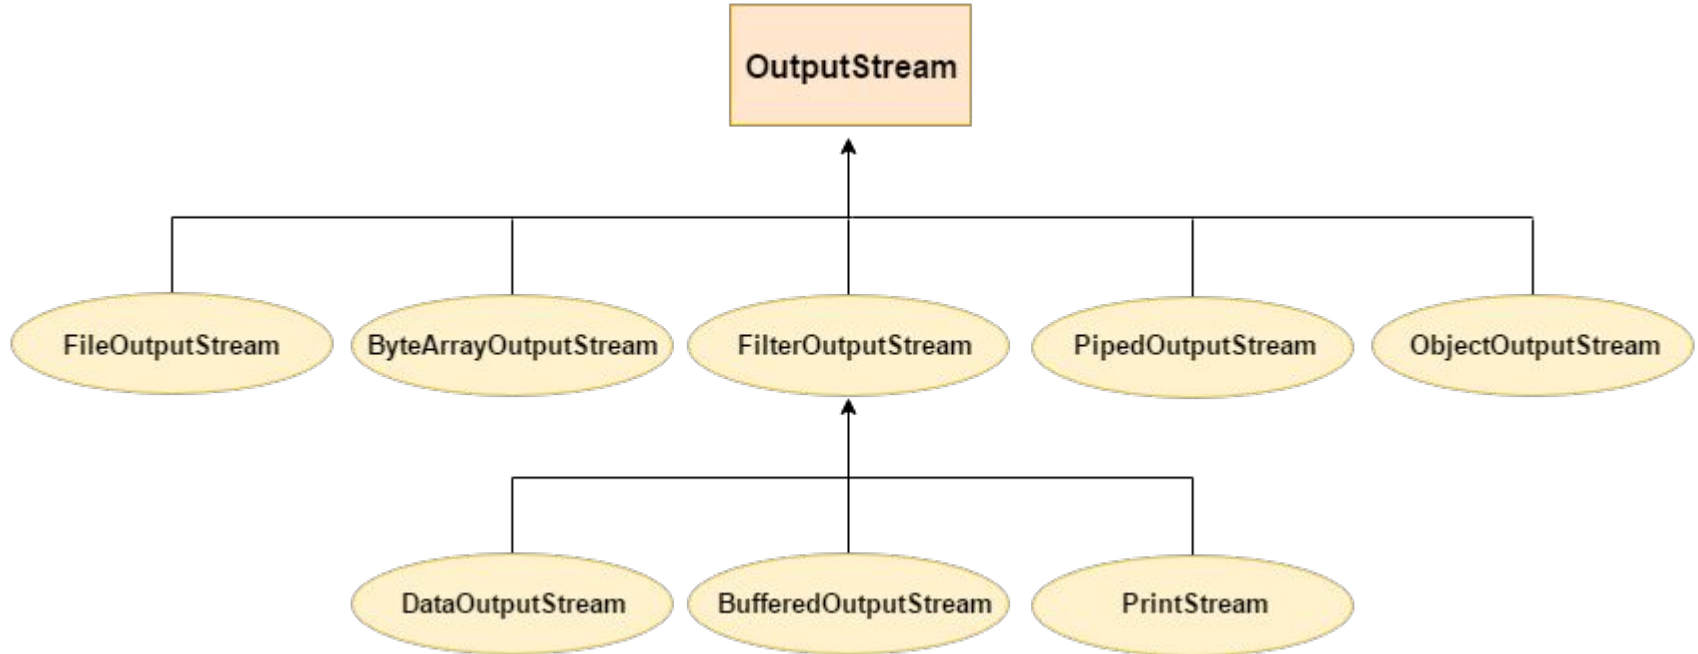 OutputStream
FileOutputStream
ByteArrayOutputStream
FilterOutputStream
PipedOutputStream
ObjectOutputStream
DataOutputStream
BufferedOutputStream
PrintStream